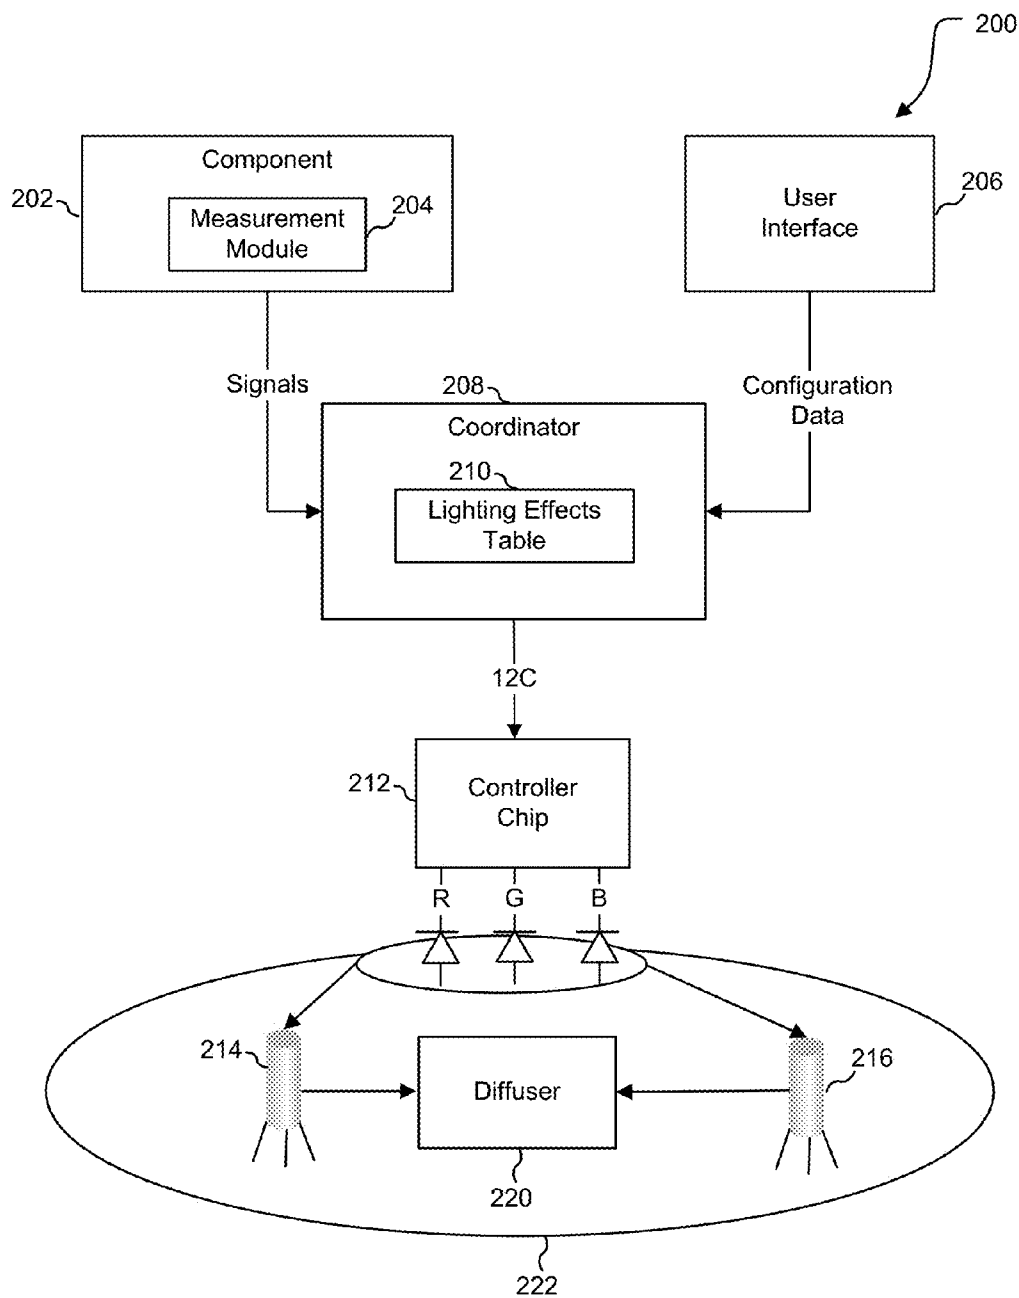 200
Component
202
Measurement
Module
204
User
Interface
206
Signals
Configuration
Data
208
Coordinator
210
Lighting Effects
Table
12C
212
Controller
Chip
R G B
214
Diffuser
216
220
222